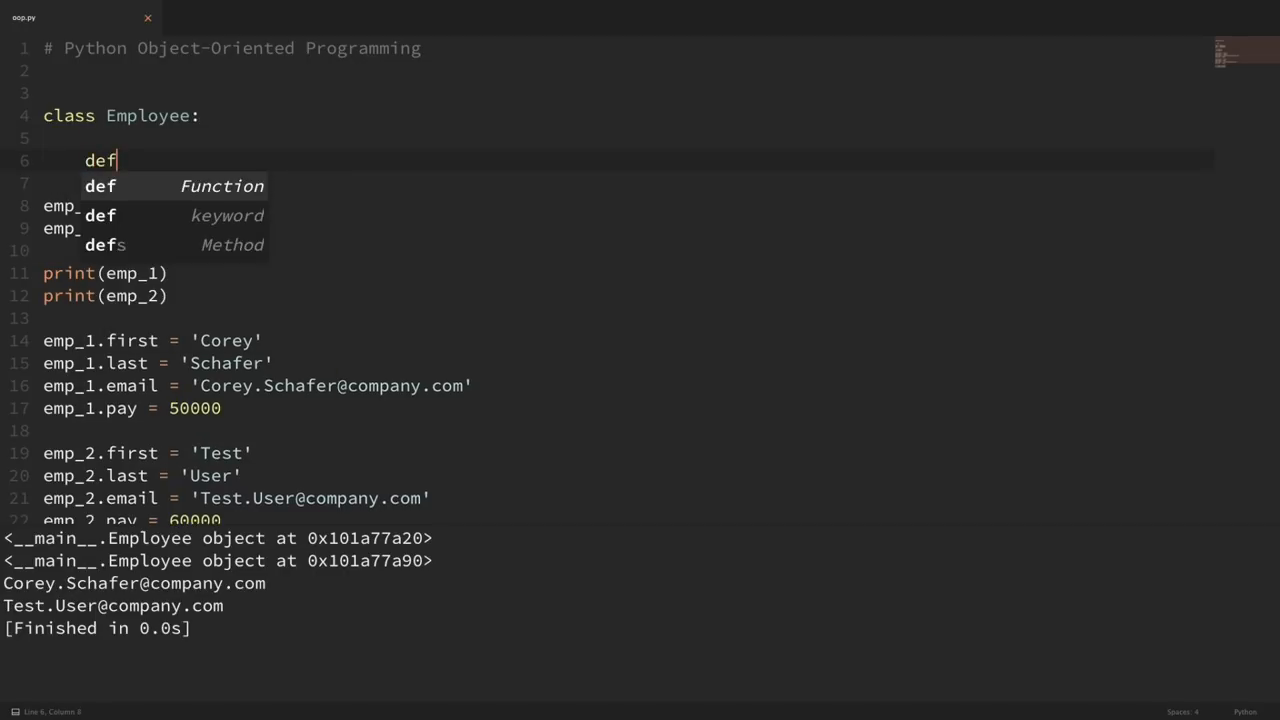 oop.py ×
1 # Python Object-Oriented Programming
2
3
4 class Employee:
5
6 def
7 def Function
8 emp_ def keyword
9 emp_ defs Method
10
11 print(emp_1)
12 print(emp_2)
13
14 emp_1.first = 'Corey'
15 emp_1.last = 'Schafer'
16 emp_1.email = 'Corey.Schafer@company.com'
17 emp_1.pay = 50000
18
19 emp_2.first = 'Test'
20 emp_2.last = 'User'
21 emp_2.email = 'Test.User@company.com'
22 emp_2.pay = 60000
<__main__.Employee object at 0x101a77a20>
<__main__.Employee object at 0x101a77a90>
Corey.Schafer@company.com
Test.User@company.com
[Finished in 0.0s]
Line 6, Column 8 Spaces: 4 Python